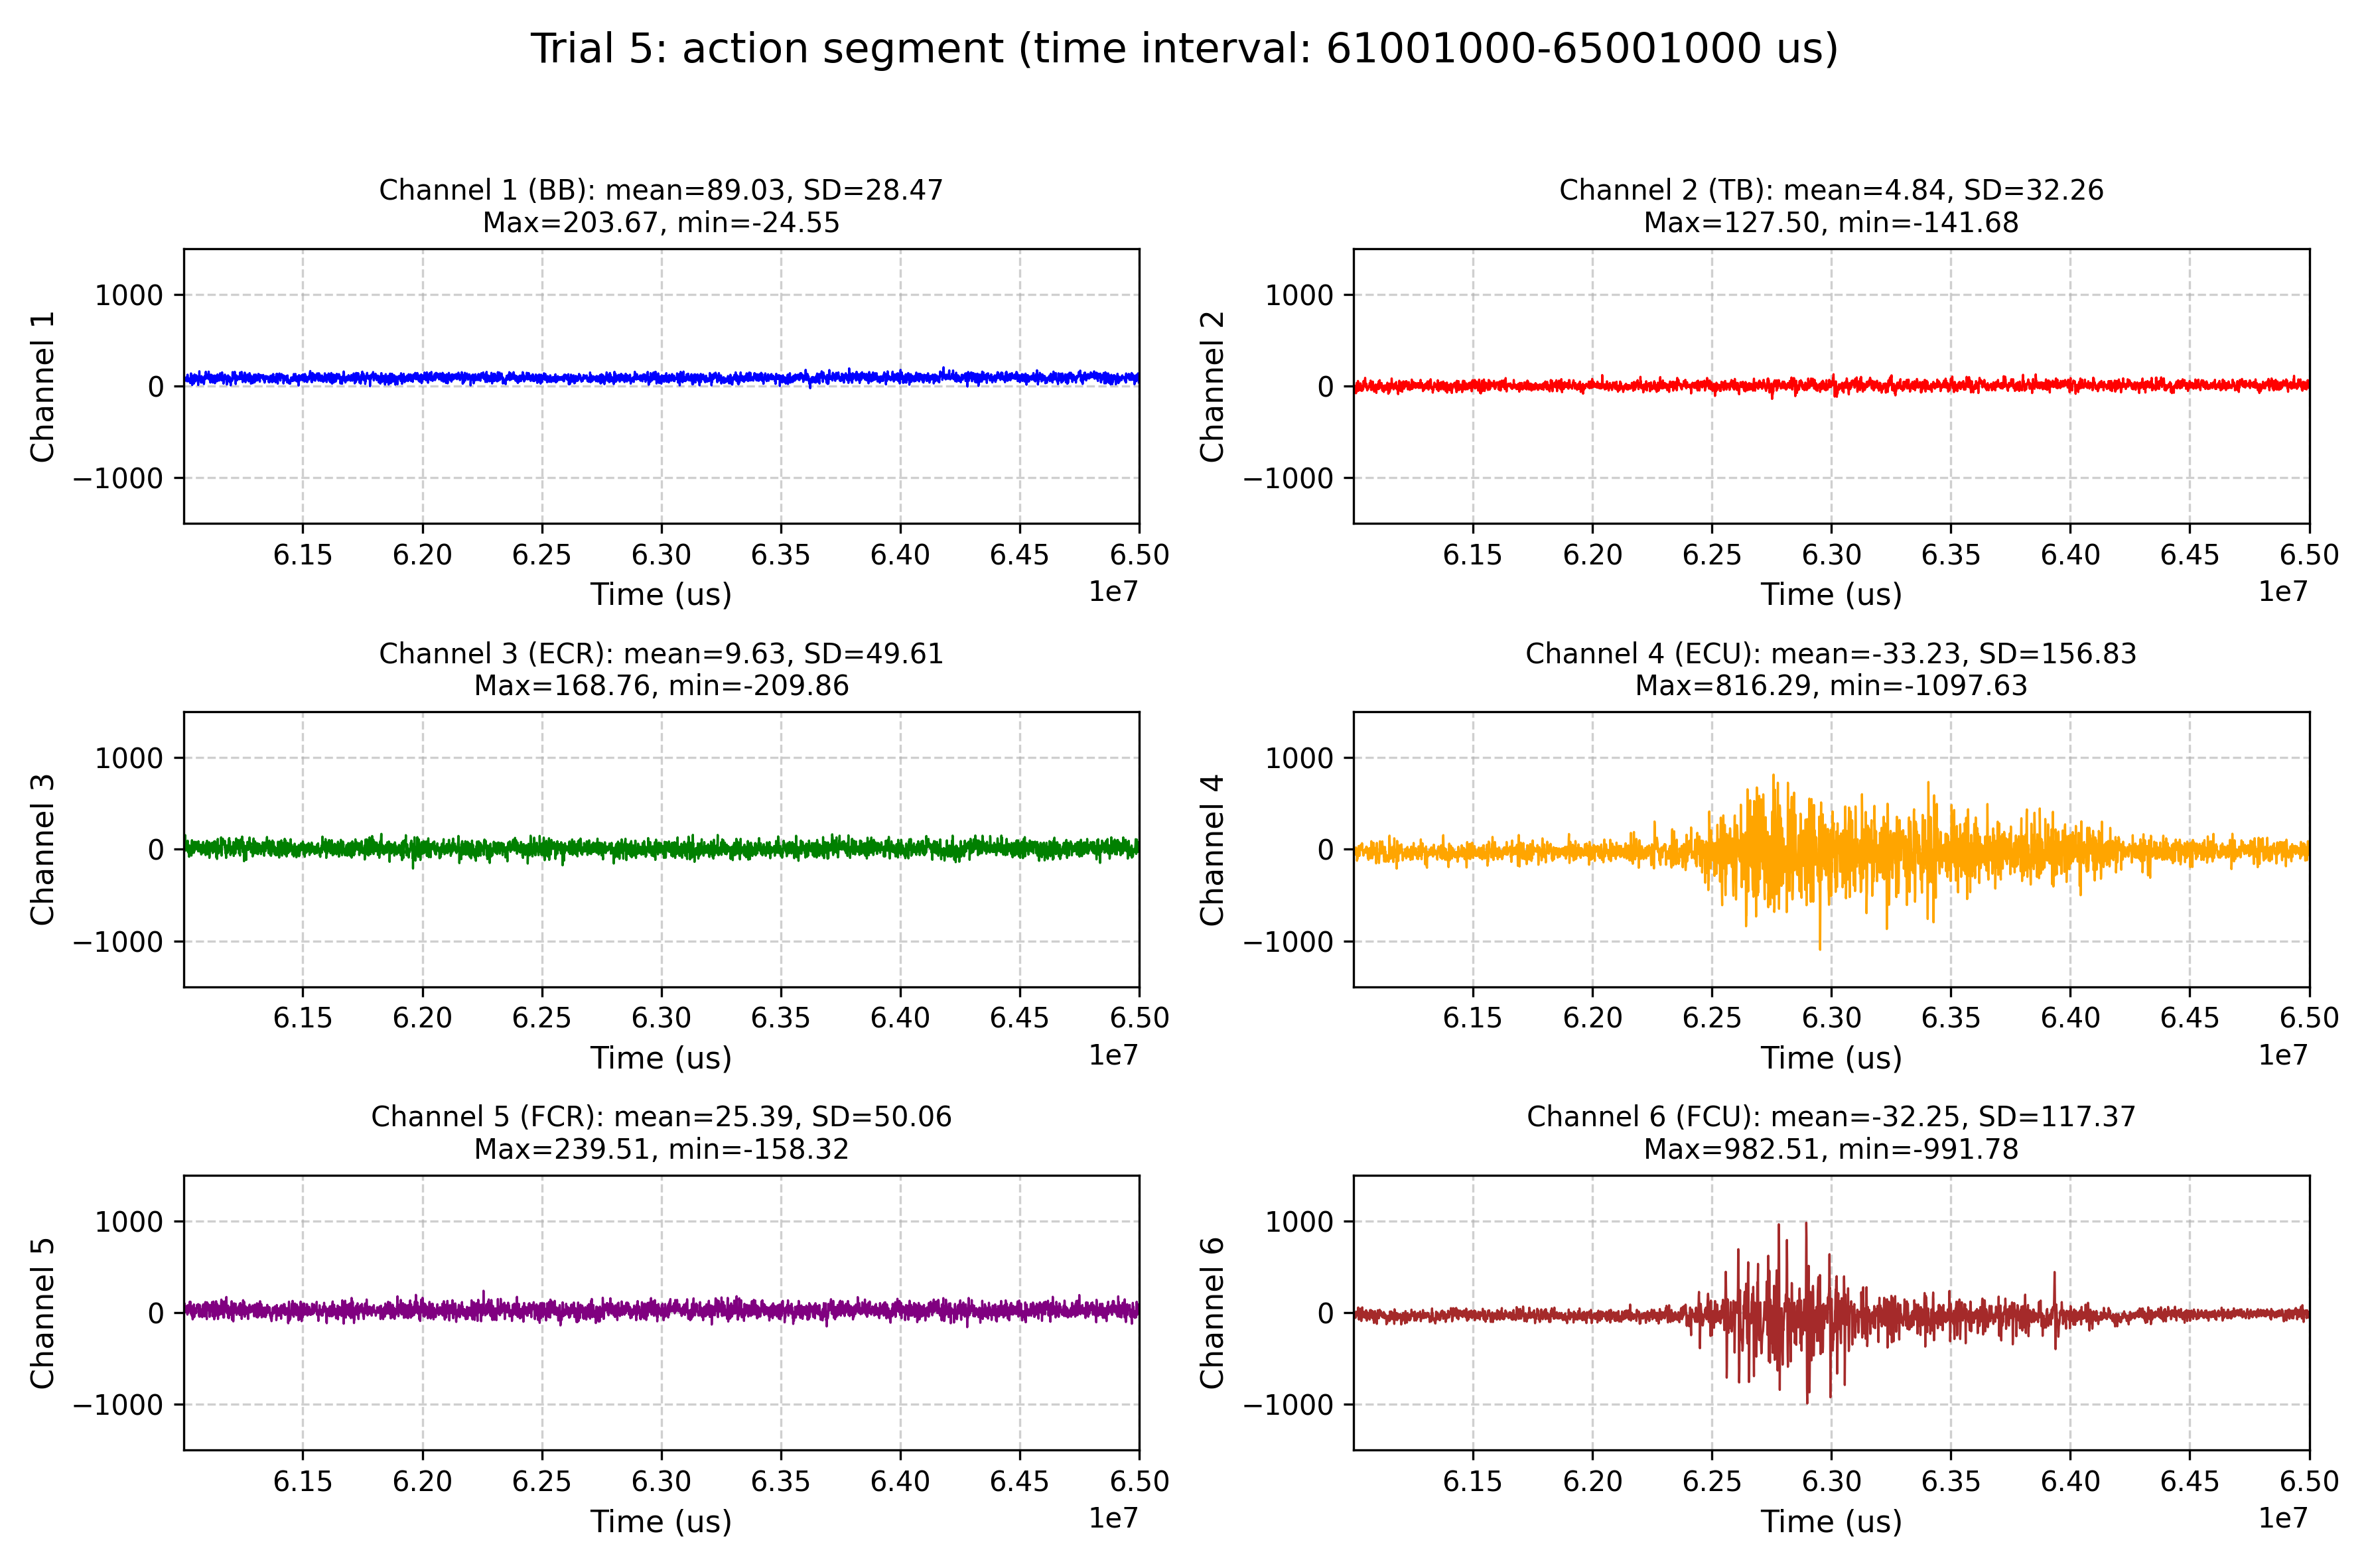 Trial 5: action segment (time interval: 61001000-65001000 us)
Channel 1 (BB): mean=89.03, SD=28.47
Max=203.67, min=-24.55
Channel 1
1000
0
−1000
6.15 6.20 6.25 6.30 6.35 6.40 6.45 6.50
Time (us)
1e7
Channel 2 (TB): mean=4.84, SD=32.26
Max=127.50, min=-141.68
Channel 2
1000
0
−1000
6.15 6.20 6.25 6.30 6.35 6.40 6.45 6.50
Time (us)
1e7
Channel 3 (ECR): mean=9.63, SD=49.61
Max=168.76, min=-209.86
Channel 3
1000
0
−1000
6.15 6.20 6.25 6.30 6.35 6.40 6.45 6.50
Time (us)
1e7
Channel 4 (ECU): mean=-33.23, SD=156.83
Max=816.29, min=-1097.63
Channel 4
1000
0
−1000
6.15 6.20 6.25 6.30 6.35 6.40 6.45 6.50
Time (us)
1e7
Channel 5 (FCR): mean=25.39, SD=50.06
Max=239.51, min=-158.32
Channel 5
1000
0
−1000
6.15 6.20 6.25 6.30 6.35 6.40 6.45 6.50
Time (us)
1e7
Channel 6 (FCU): mean=-32.25, SD=117.37
Max=982.51, min=-991.78
Channel 6
1000
0
−1000
6.15 6.20 6.25 6.30 6.35 6.40 6.45 6.50
Time (us)
1e7